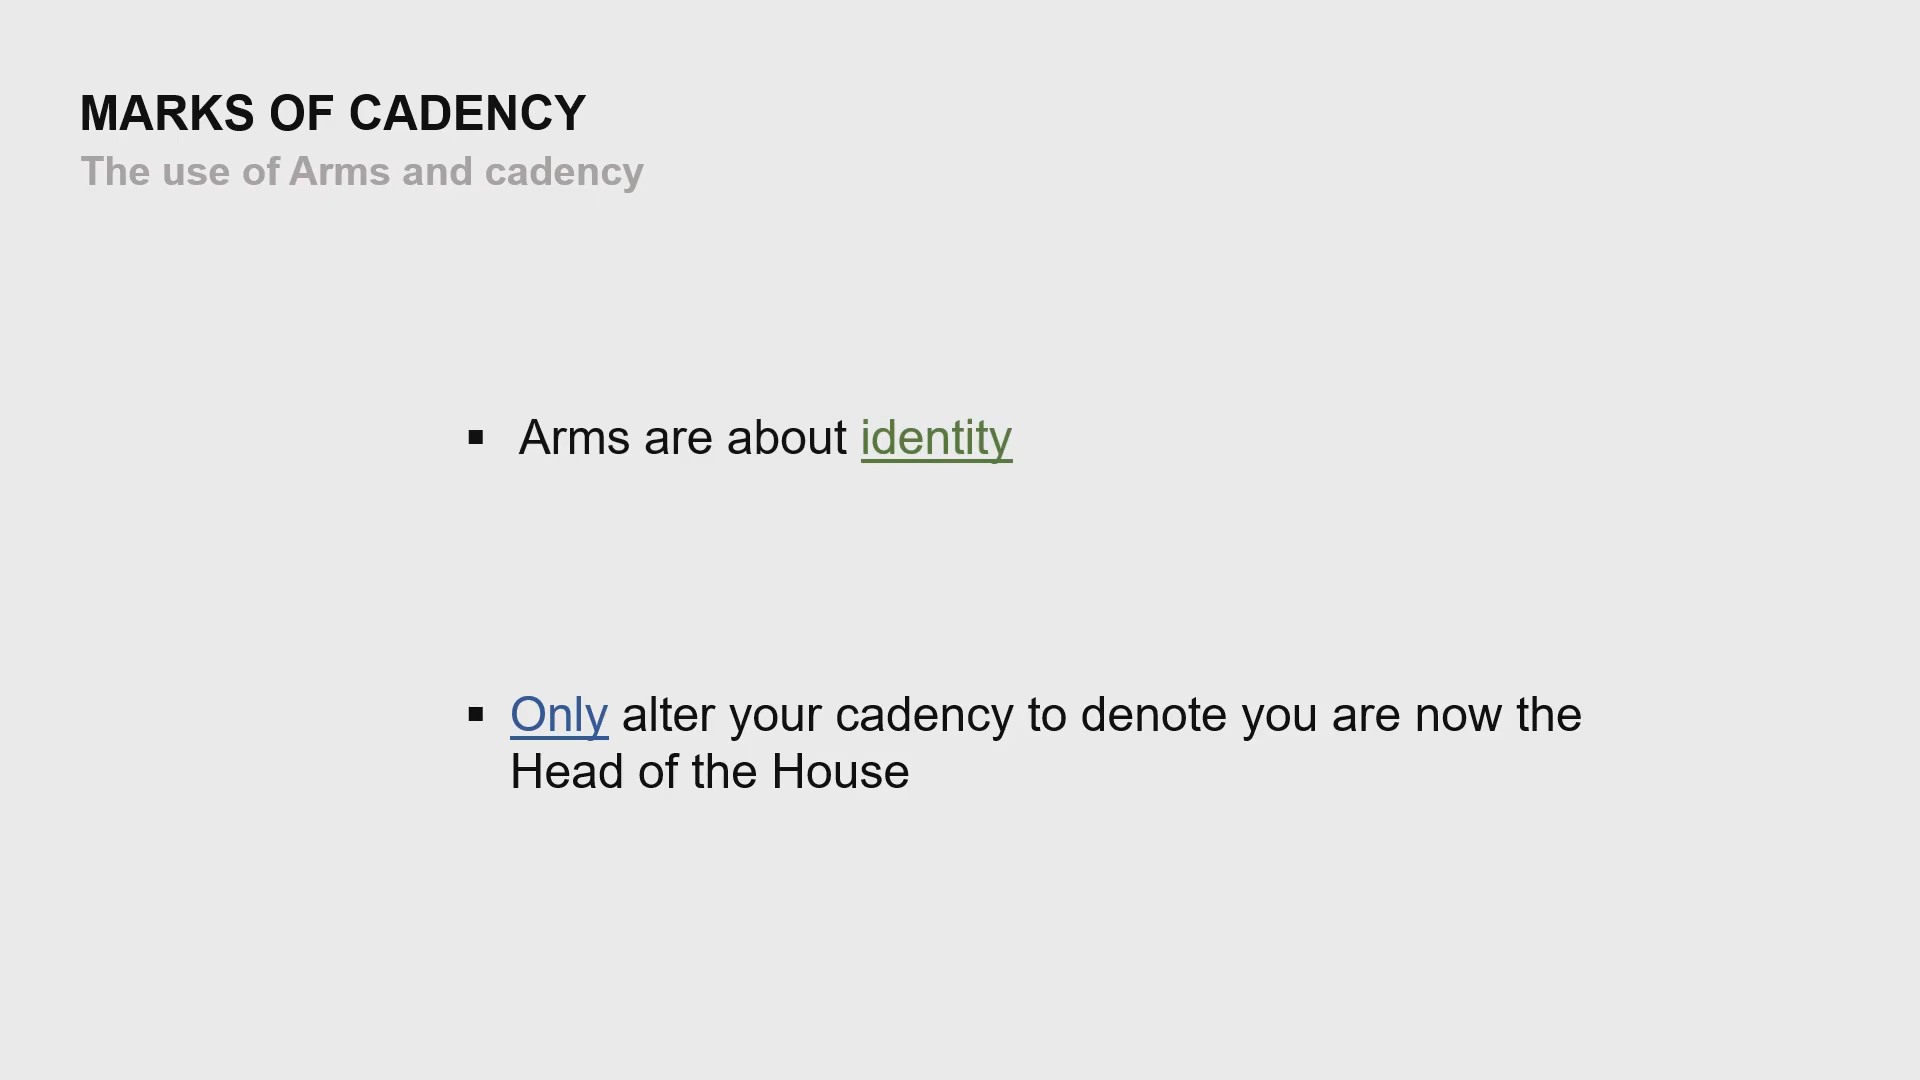 MARKS OF CADENCY
The use of Arms and cadency
▪ Arms are about identity
▪ Only alter your cadency to denote you are now the
Head of the House